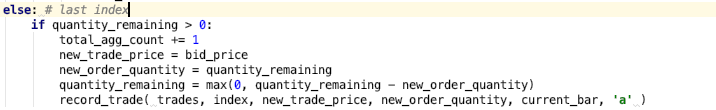 else: # last index
if quantity_remaining > 0:
total_agg_count += 1
new_trade_price = bid_price
new_order_quantity = quantity_remaining
quantity_remaining = max(0, quantity_remaining - new_order_quantity)
record_trade(_trades, index, new_trade_price, new_order_quantity, current_bar, 'a'_)